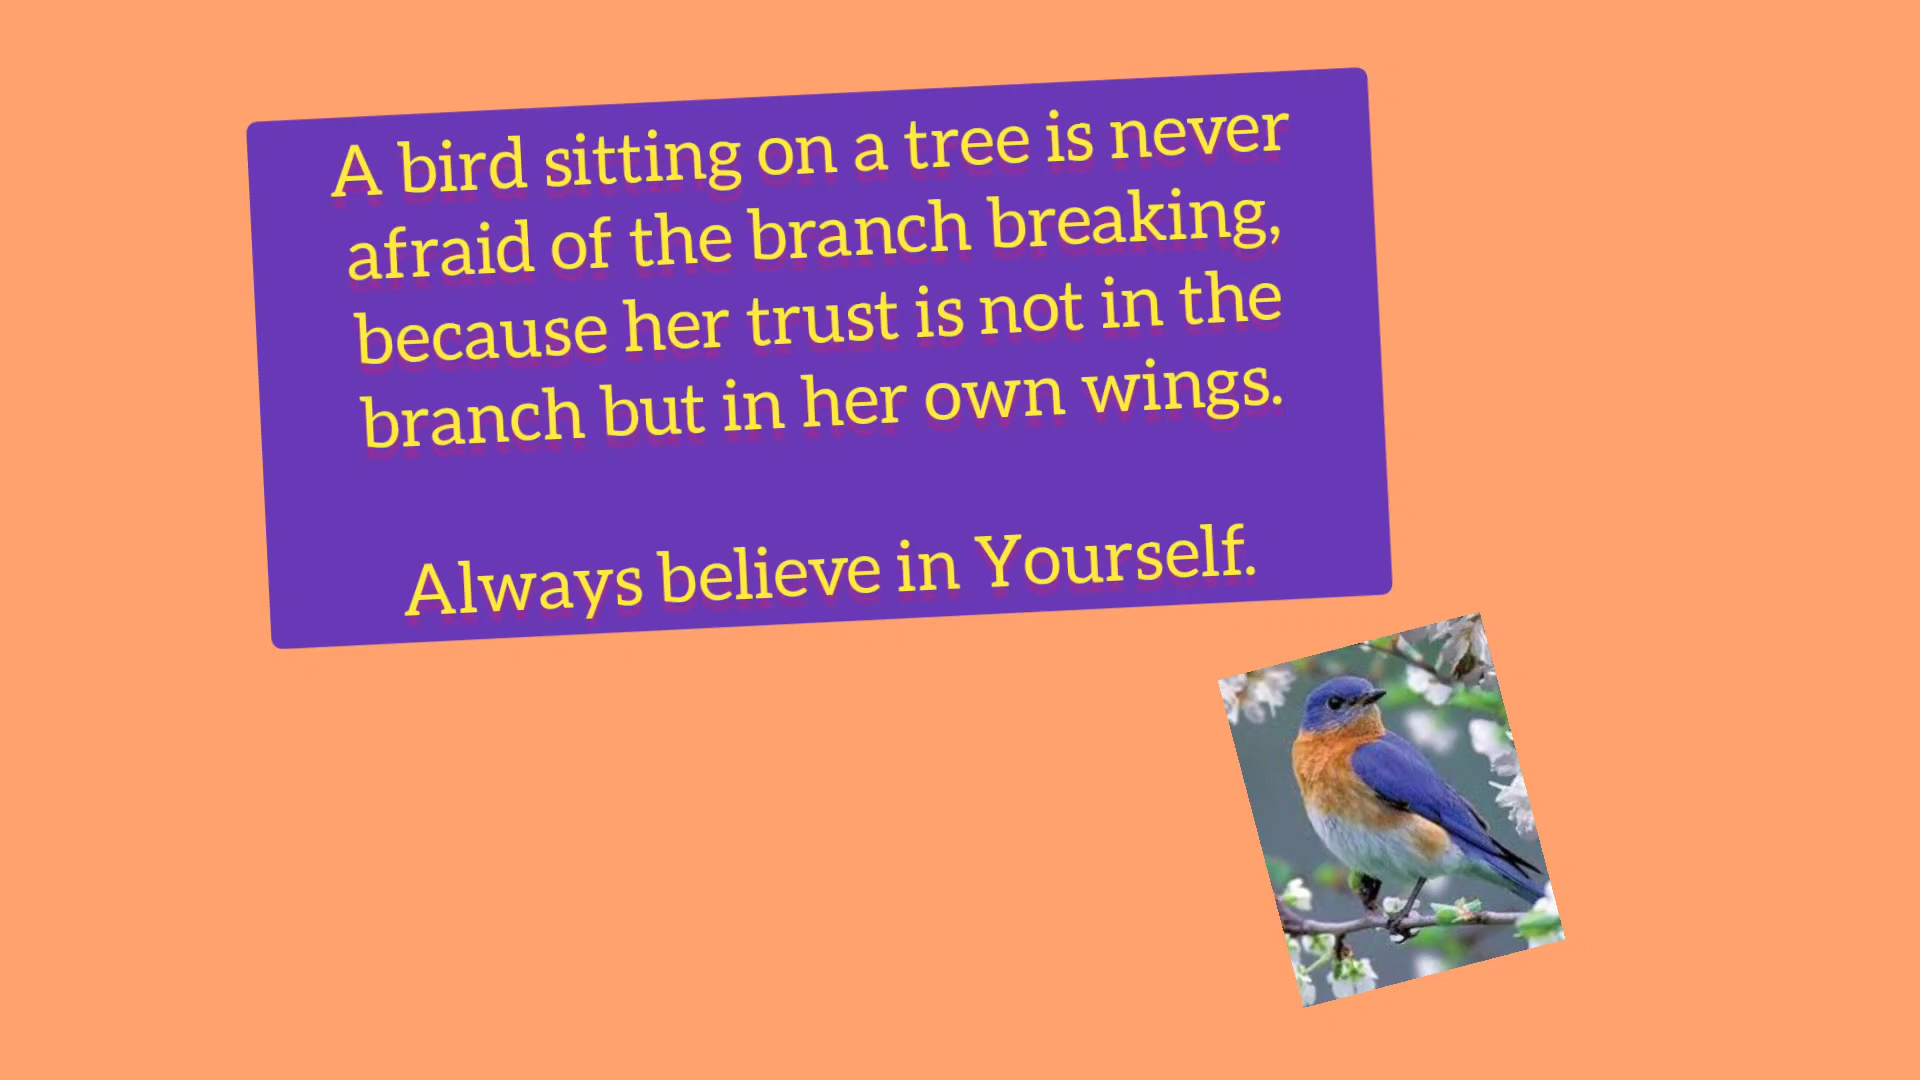 A bird sitting on a tree is never
afraid of the branch breaking,
because her trust is not in the
branch but in her own wings.
Always believe in Yourself.